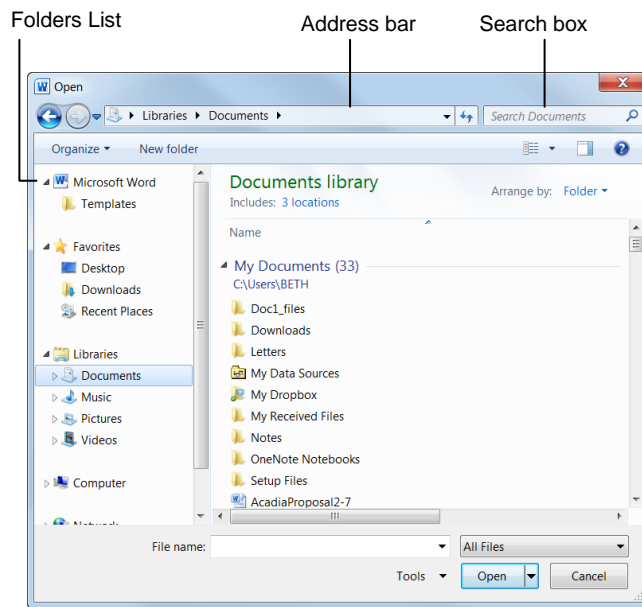 Folders List
Address bar
Search box
Open
Libraries
Documents
Search Documents
Organize
New folder
Microsoft Word
Templates
Favorites
Desktop
Downloads
Recent Places
Libraries
Documents
Music
Pictures
Videos
Computer
Network
Documents library
Includes: 3 locations
Arrange by: Folder
Name
My Documents (33)
C:\Users\BETH
Doc1_files
Downloads
Letters
My Data Sources
My Dropbox
My Received Files
Notes
OneNote Notebooks
Setup Files
AcadiaProposal2-7
File name:
All Files
Tools
Open
Cancel